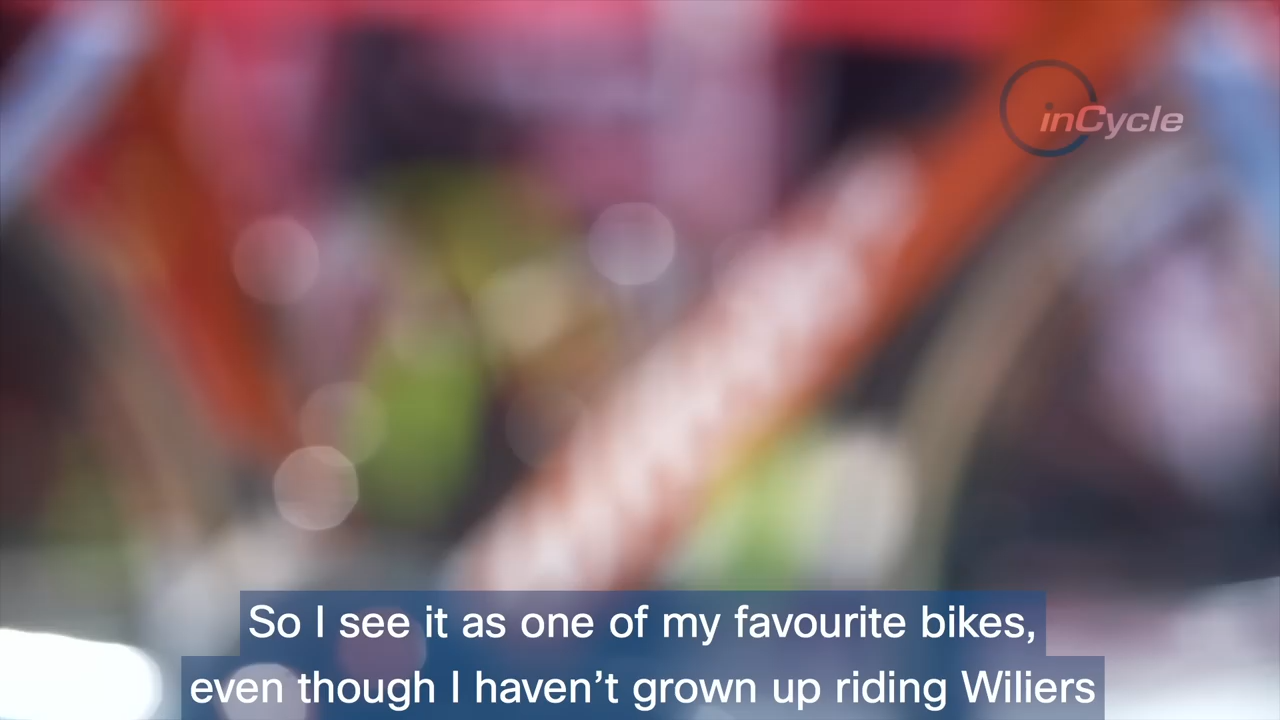 inCycle
So I see it as one of my favourite bikes,
even though I haven’t grown up riding Wiliers